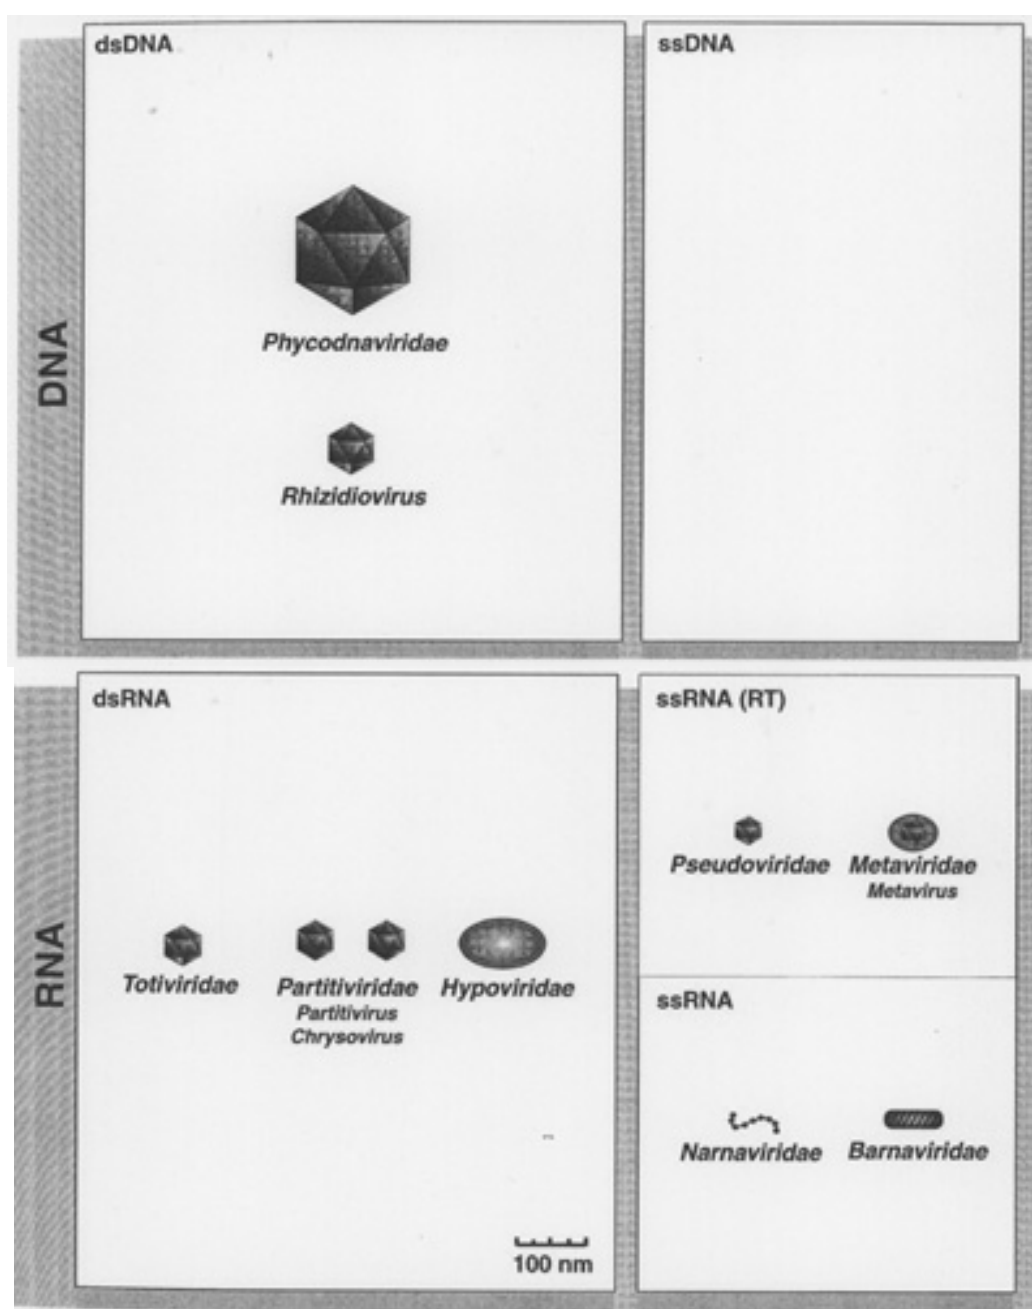 dsDNA
ssDNA
DNA
Phycodnaviridae
Rhizidiovirus
dsRNA
ssRNA (RT)
RNA
Pseudoviridae
Metaviridae
Metavirus
Totiviridae
Partitiviridae
Partitivirus
Chrysovirus
Hypoviridae
ssRNA
Narnaviridae
Barnaviridae
100 nm